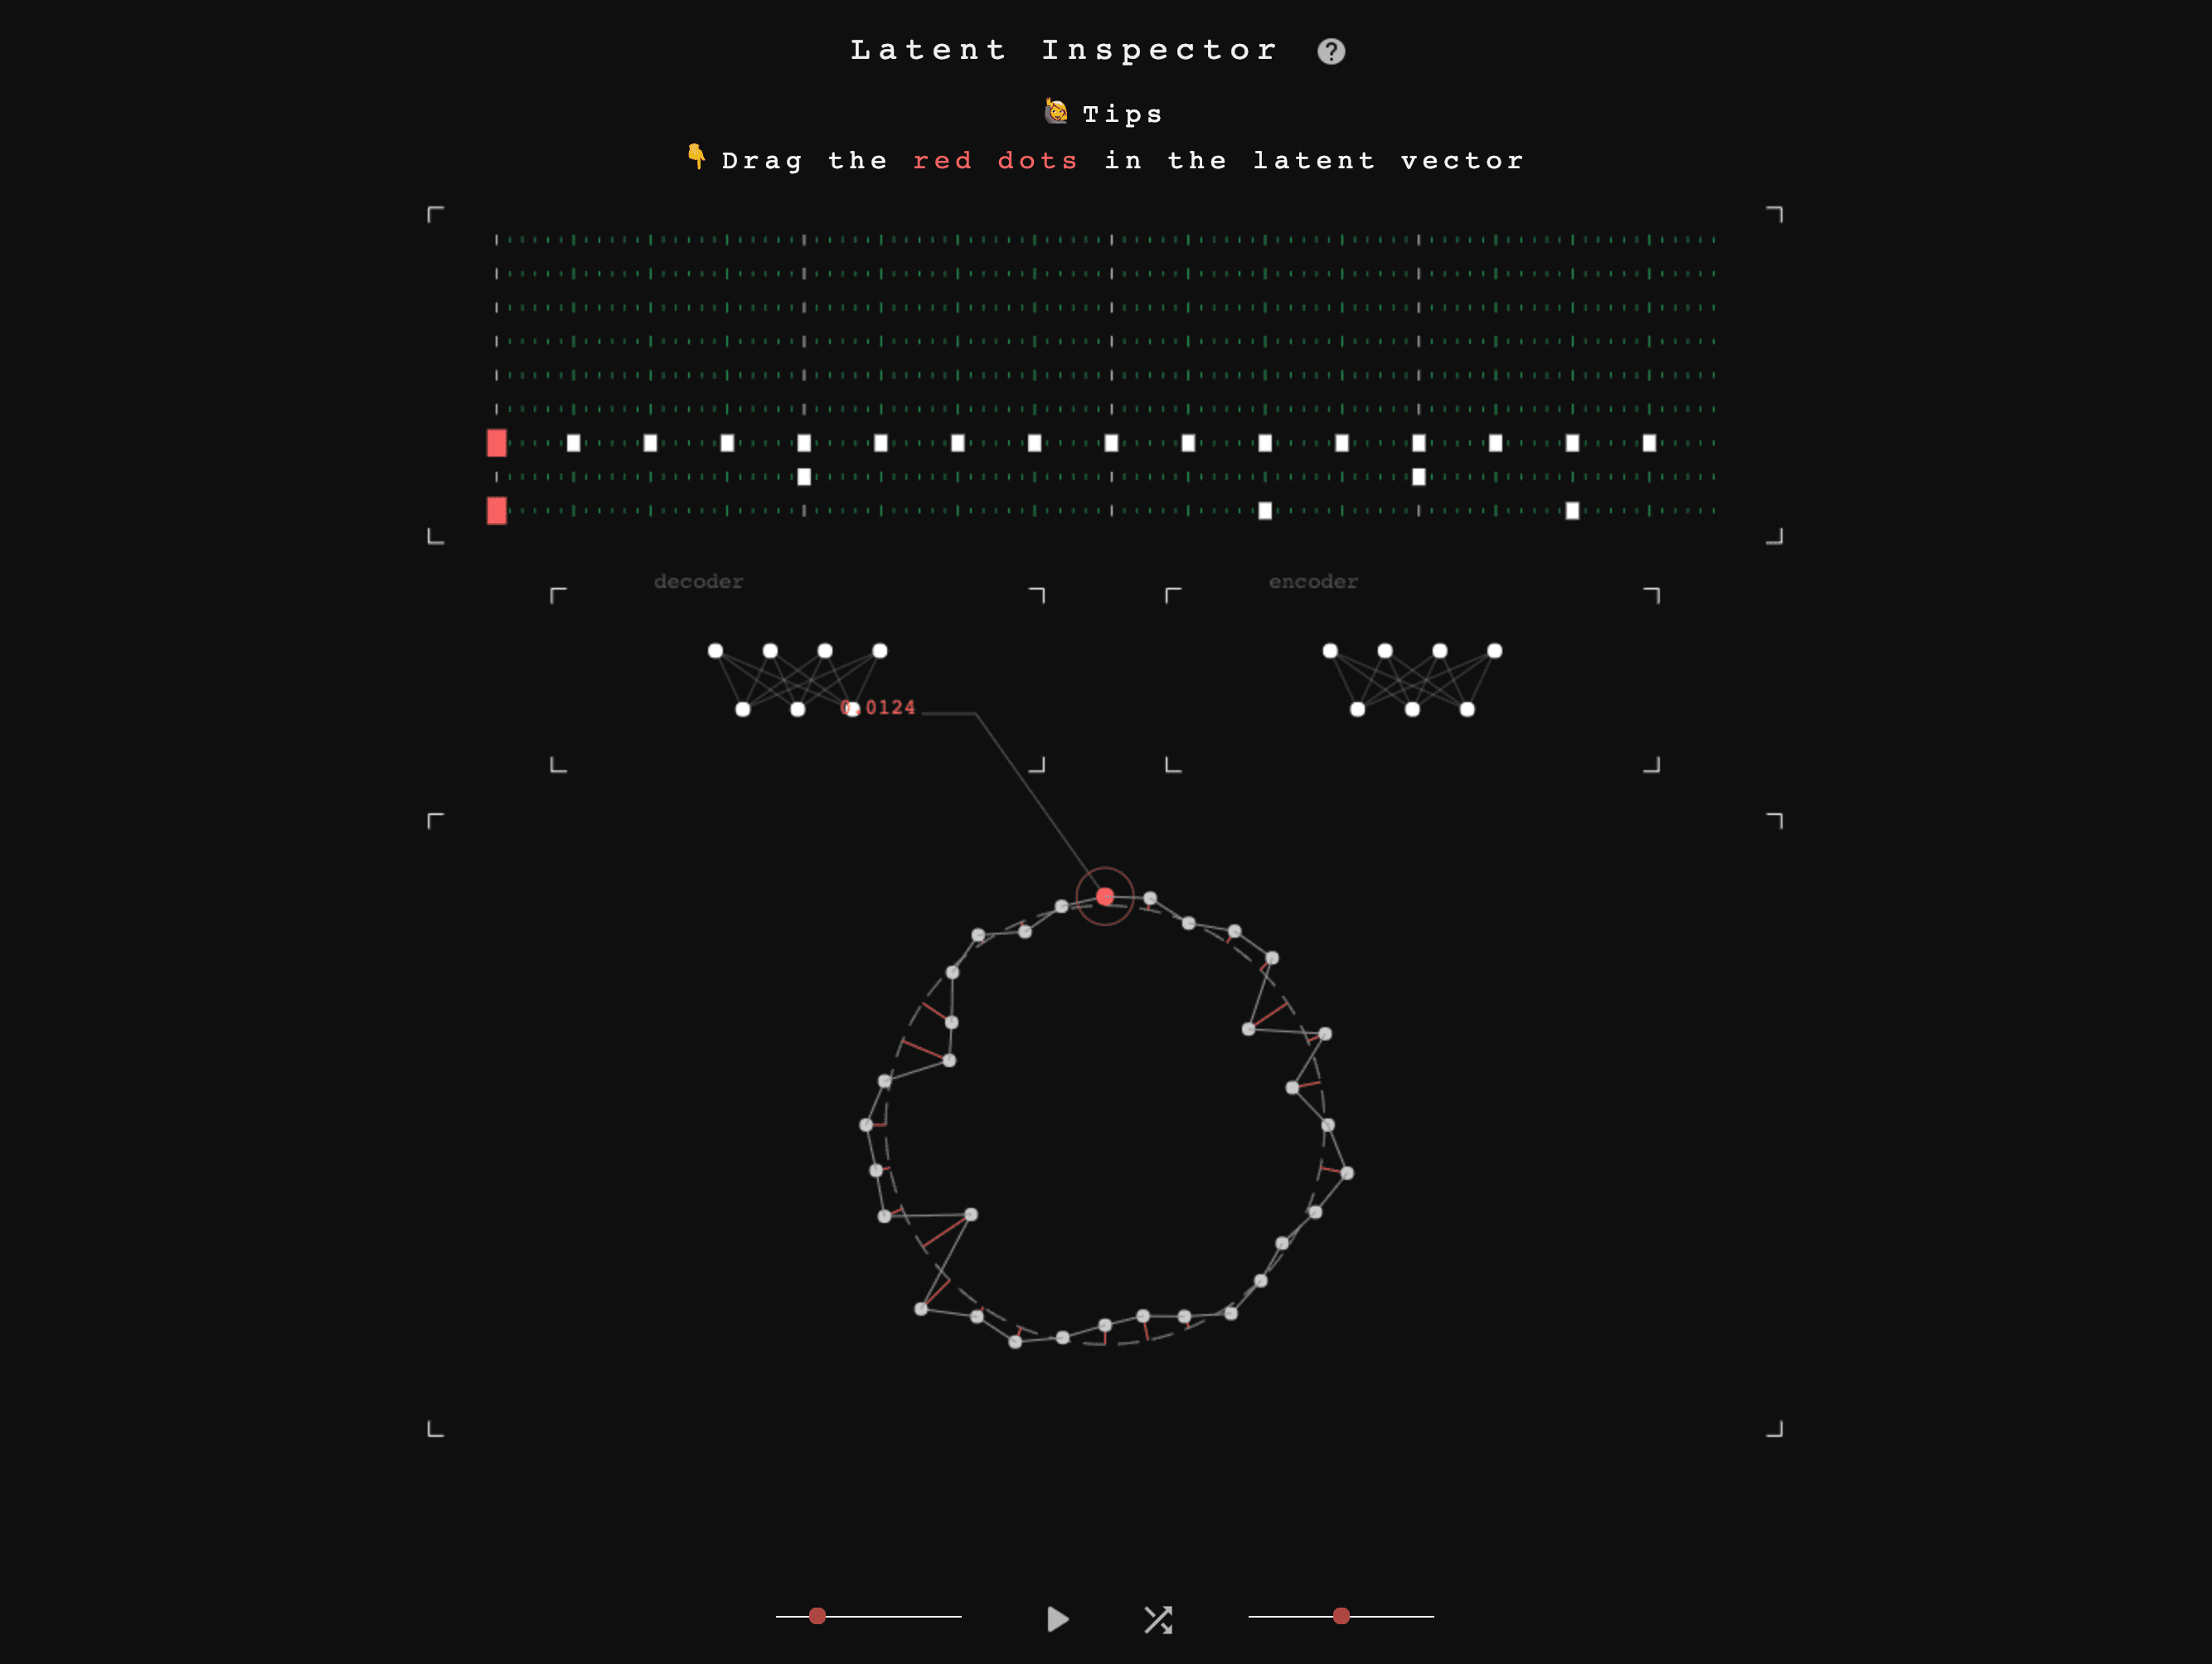 Latent Inspector ?
Tips
Drag the red dots in the latent vector
decoder
encoder
0.0124